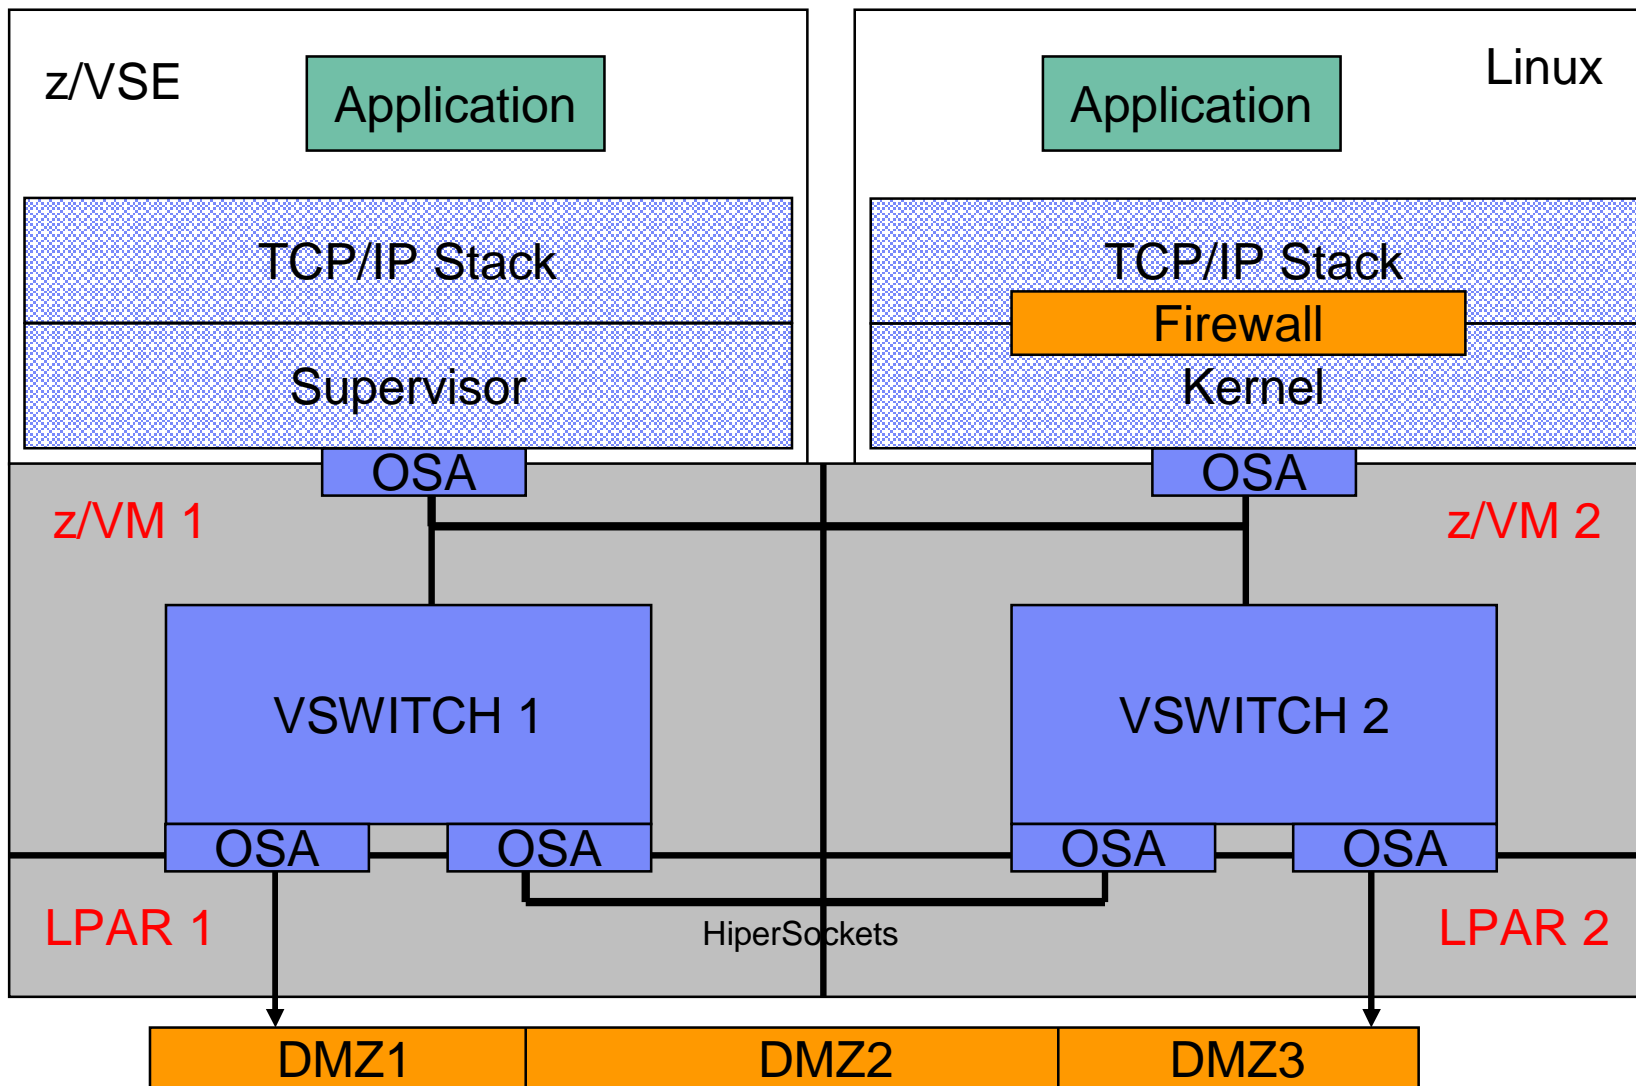 z/VSE
Application
TCP/IP Stack
Supervisor
OSA
Linux
Application
TCP/IP Stack
Firewall
Kernel
OSA
z/VM 1
z/VM 2
VSWITCH 1
VSWITCH 2
OSA
OSA
OSA
OSA
LPAR 1
HiperSockets
LPAR 2
DMZ1
DMZ2
DMZ3